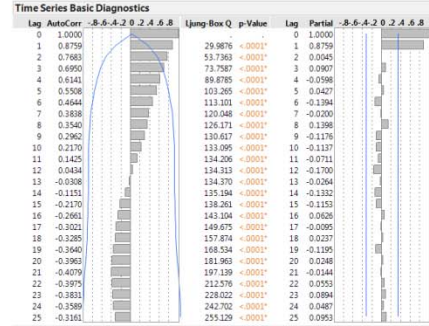 Time Series Basic Diagnostics
Lag AutoCorr -.8-.6-.4-.2 0 .2 .4 .6 .8 Ljung-Box Q p-Value Lag Partial -.8-.6-.4-.2 0 .2 .4 .6 .8
0 1.0000 . . 0 1.0000
1 0.8759 29.9876 <.0001* 1 0.8759
2 0.7683 53.7363 <.0001* 2 0.0045
3 0.6950 73.7587 <.0001* 3 0.0907
4 0.6141 89.8785 <.0001* 4 -0.0598
5 0.5508 103.265 <.0001* 5 0.0427
6 0.4644 113.101 <.0001* 6 -0.1394
7 0.3838 120.048 <.0001* 7 -0.0200
8 0.3540 126.171 <.0001* 8 0.1398
9 0.2962 130.617 <.0001* 9 -0.1176
10 0.2170 133.095 <.0001* 10 -0.1137
11 0.1425 134.206 <.0001* 11 -0.0711
12 0.0434 134.313 <.0001* 12 -0.1700
13 -0.0308 134.370 <.0001* 13 -0.0264
14 -0.1151 135.194 <.0001* 14 -0.1332
15 -0.2170 138.261 <.0001* 15 -0.1153
16 -0.2661 143.104 <.0001* 16 0.0626
17 -0.3021 149.675 <.0001* 17 -0.0095
18 -0.3285 157.874 <.0001* 18 0.0237
19 -0.3640 168.534 <.0001* 19 -0.1195
20 -0.3963 181.963 <.0001* 20 0.0248
21 -0.4079 197.139 <.0001* 21 -0.0144
22 -0.3975 212.576 <.0001* 22 0.0553
23 -0.3831 228.022 <.0001* 23 0.0894
24 -0.3589 242.702 <.0001* 24 0.0487
25 -0.3161 255.129 <.0001* 25 0.0953